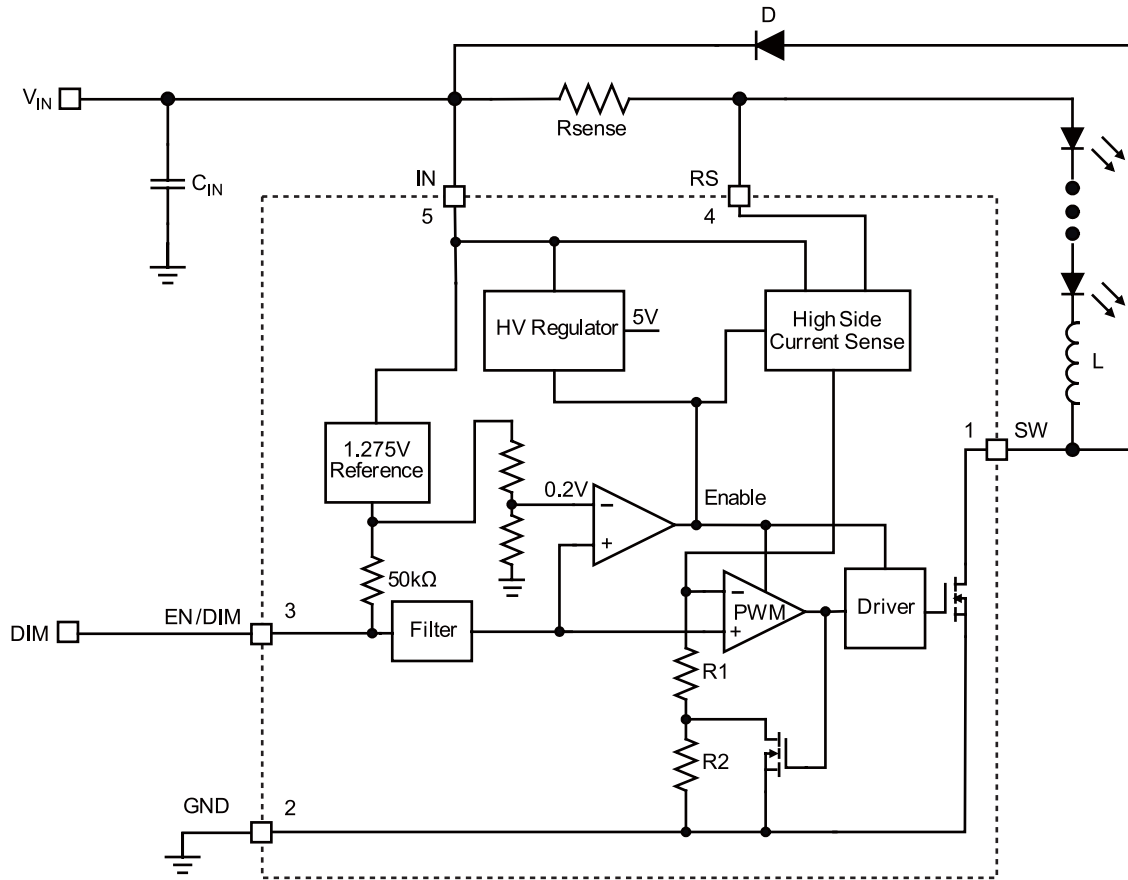 D
VIN
Rsense
CIN
IN
RS
5
4
HV Regulator
5V
High Side
Current Sense
L
1.275V
Reference
1
SW
0.2V
Enable
−
+
50kΩ
DIM
EN/DIM
3
Filter
−
PWM
+
Driver
R1
R2
GND
2